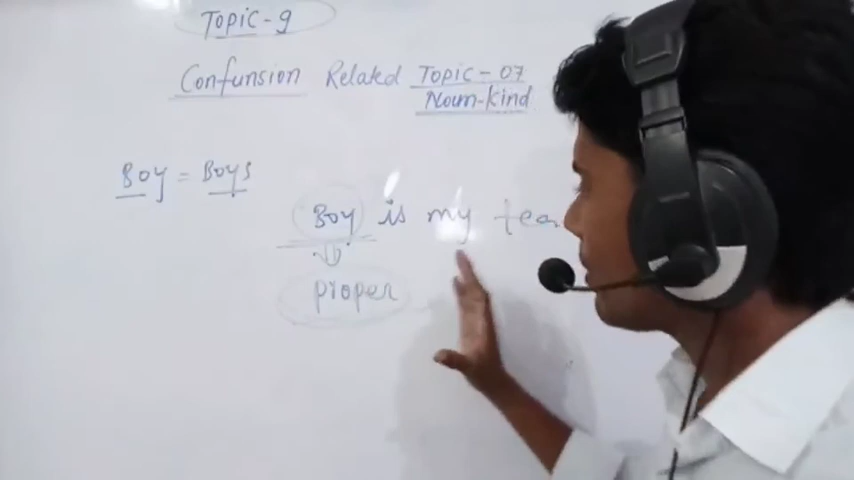 Topic-9
Confunsion Related Topic-07
Noun-kind
Boy = Boys
Boy is my
proper